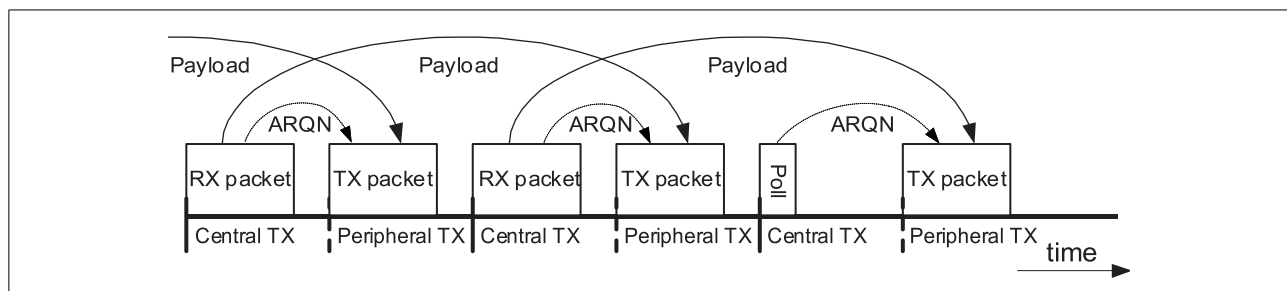 Payload
Payload
Payload
ARQN
ARQN
ARQN
RX packet
TX packet
RX packet
TX packet
Poll
TX packet
Central TX
Peripheral TX
Central TX
Peripheral TX
Central TX
Peripheral TX
time